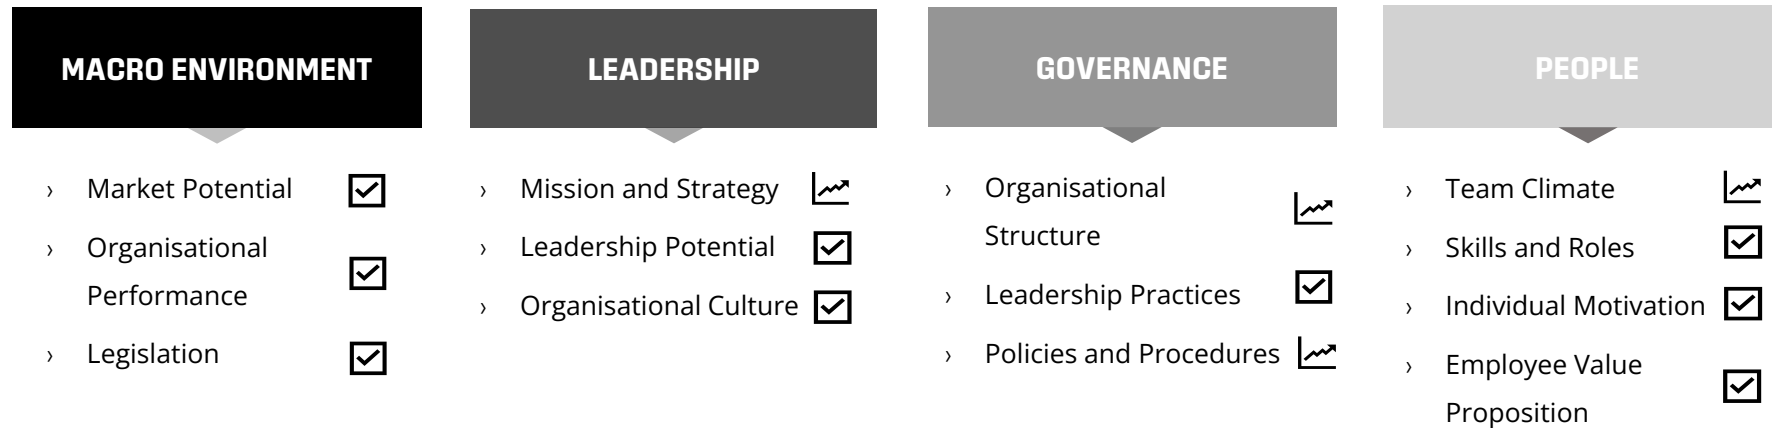 MACRO ENVIRONMENT
› Market Potential
› Organisational
Performance
› Legislation
LEADERSHIP
› Mission and Strategy
› Leadership Potential
› Organisational Culture
GOVERNANCE
› Organisational
Structure
› Leadership Practices
› Policies and Procedures
PEOPLE
› Team Climate
› Skills and Roles
› Individual Motivation
› Employee Value
Proposition